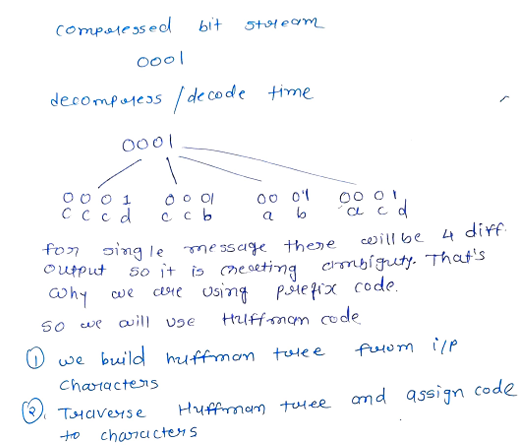 compressed bit stream
0001
decompress / decode time
0001
0 0 0 1   0 0 01   00 01   00 0 1
c c c d   c c b   a b   a c d
for single message there will be 4 diff.
output so it is creating ambiguity. That's
why we are using prefix code.
so we will use Huffman code
① we build huffman tree from i/p
characters
②. Traverse Huffman tree and assign code
to characters